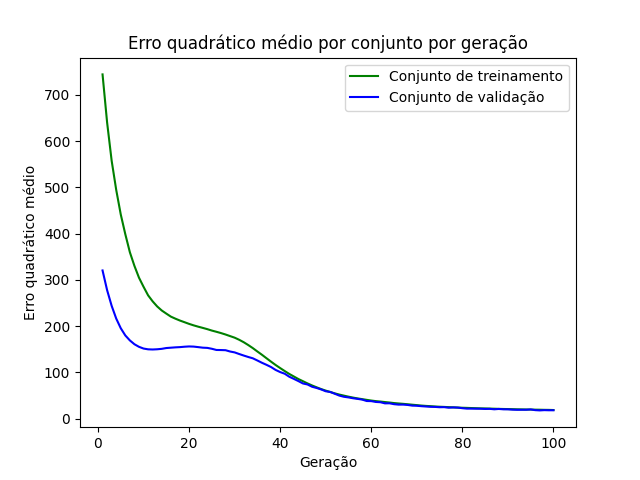 Erro quadrático médio por conjunto por geração
Conjunto de treinamento
Conjunto de validação
Erro quadrático médio
700
600
500
400
300
200
100
0
0 20 40 60 80 100
Geração